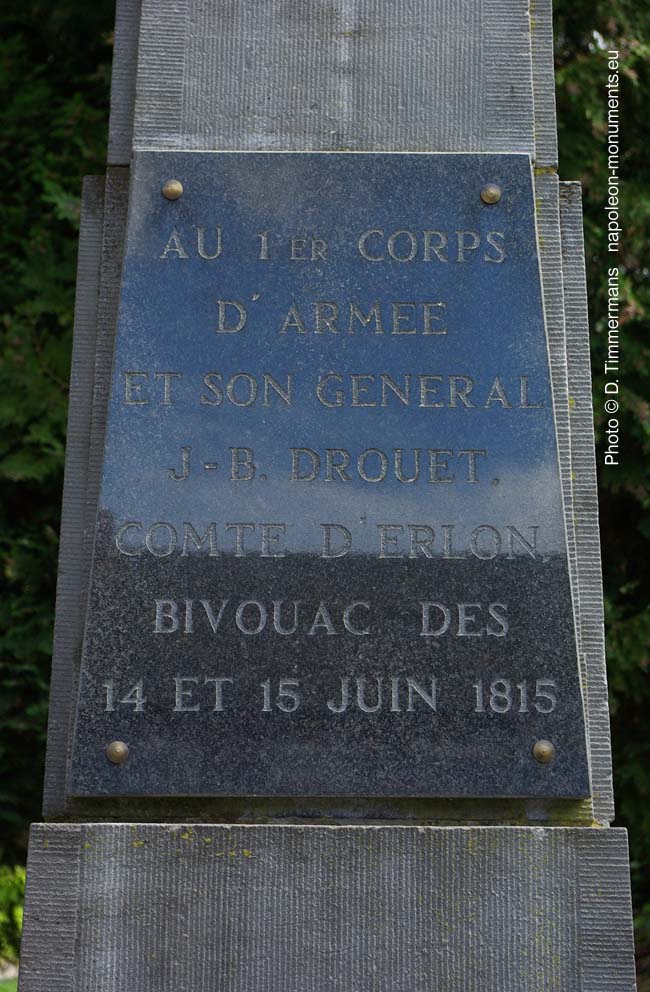 AU 1ER CORPS
D'ARMEE
ET SON GENERAL
J-B. DROUET.
COMTE D'ERLON,
BIVOUAC DES
14 ET 15 JUIN 1815
Photo © D. Timmermans napoleon-monuments.eu